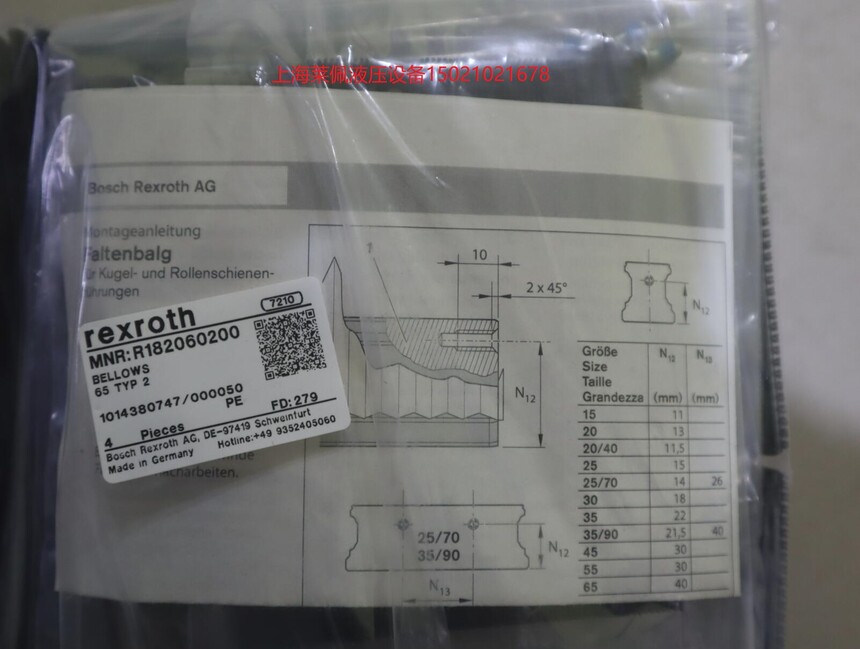 上海莱佩液压设备15021021678
Bosch Rexroth AG
Montageanleitung
Faltenbalg
für Kugel- und Rollenschienen-
führungen
rexroth
7210
MNR: R182060200
BELLOWS
65 TYP 2
1014380747/000050
PE
FD: 279
4 Pieces
Bosch Rexroth AG, DE-97419 Schweinfurt
Made in Germany Hotline:+49 9352405060
1
10
2 x 45°
N12
N12
25/70
35/90
N12
N13
Größe N12 N13
Size
Taille
Grandezza (mm) (mm)
15 11
20 13
20/40 11,5
25 15
25/70 14 26
30 18
35 22
35/90 21,5 40
45 30
55 30
65 40